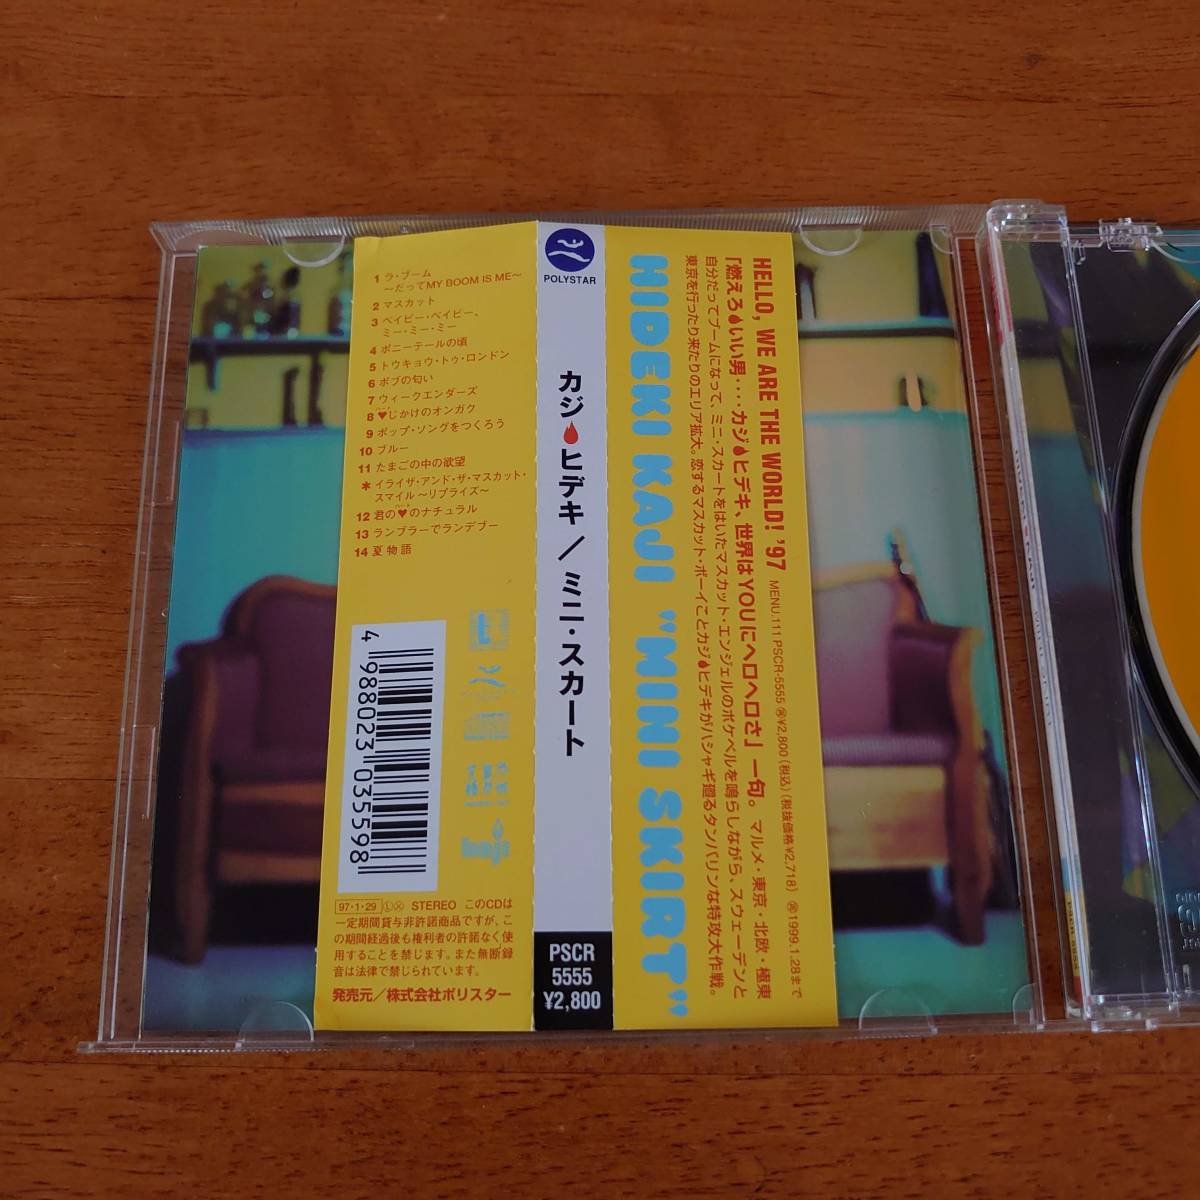 1 ラ・ブーム
～だってMY BOOM IS ME～
2 マスカット
3 ベイビー・ベイビー、
ミー・ミー・ミー
4 ポニーテールの頃
5 トウキョウ・トゥ・ロンドン
6 ボブの匂い
7 ウィークエンダーズ
8 ♥じかけのオンガク
9 ポップ・ソングをつくろう
10 ブルー
11 たまごの中の欲望
＊ イライザ・アンド・ザ・マスカット・
スマイル ～リプライズ～
12 君の♥のナチュラル
13 ランブラーでランデブー
14 夏物語
4 988023 035598
97・1・29 Ⓛ Ⓧ STEREO このCDは
一定期間貸与非許諾商品ですが、こ
の期間経過後も権利者の許諾なく使
用することを禁じます。また無断録
音は法律で禁じられています。
発売元／株式会社ポリスター
POLYSTAR
カジヒデキ／ミニ・スカート
PSCR
5555
¥2,800
HELLO, WE ARE THE WORLD! '97 MENU.111 PSCR-5555 ¥2,800(税込)(税抜価格¥2,718) 1999.1.28まで
「燃えろいい男・・・・カジヒデキ、世界はYOUにヘロヘロさ」一句。マルメ・東京・北欧・極東
自分だってブームになって、ミニ・スカートをはいたマスカット・エンジェルのポケベルを鳴らしながら、スウェーデンと
東京を行ったり来たりのエリア拡大。恋するマスカット・ボーイことカジヒデキがハシャギ廻るタンバリンな特攻大作戦。
HIDEKI KAJI "MINI SKIRT"